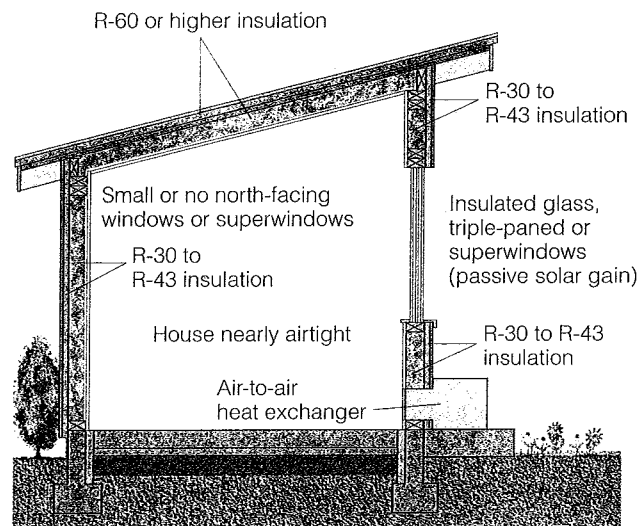 R-60 or higher insulation
R-30 to
R-43 insulation
Small or no north-facing
windows or superwindows
Insulated glass,
triple-paned or
superwindows
(passive solar gain)
R-30 to
R-43 insulation
House nearly airtight
R-30 to R-43
insulation
Air-to-air
heat exchanger